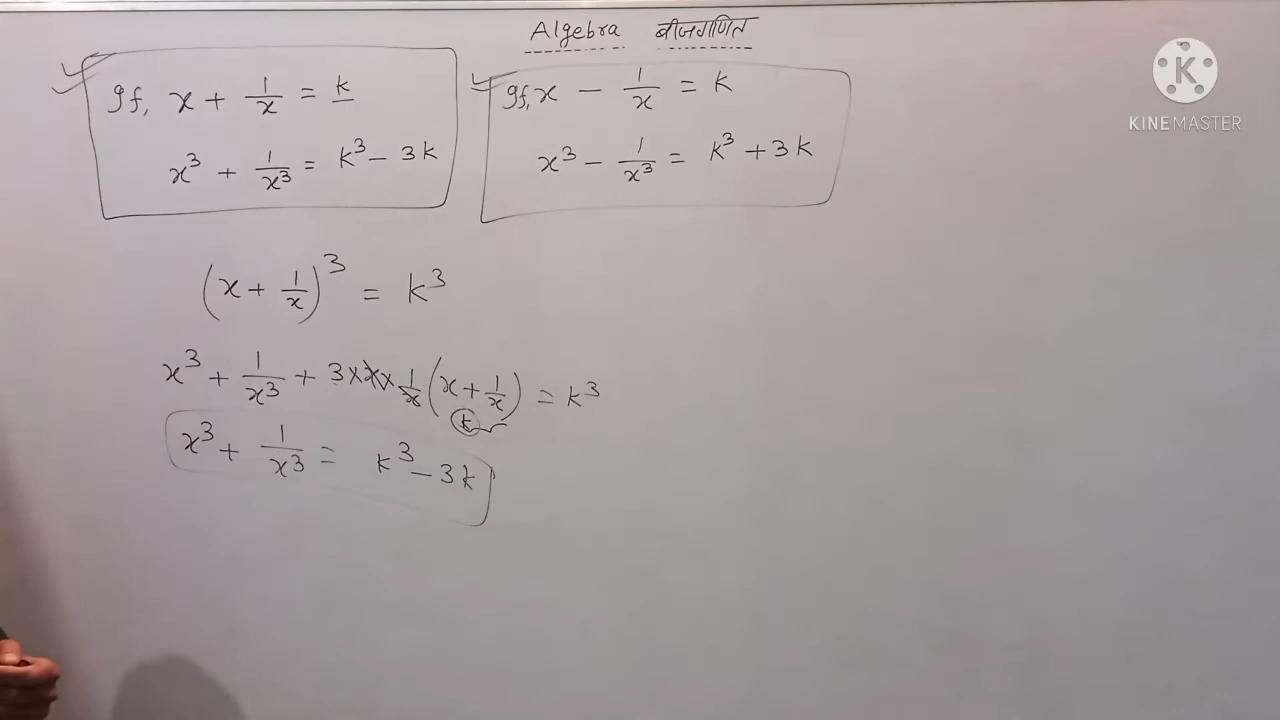 Algebra बीजगणित
If, x + 1/x = k
x³ + 1/x³ = k³ - 3k
If, x - 1/x = k
x³ - 1/x³ = k³ + 3k
K
KINEMASTER
(x + 1/x)³ = k³
x³ + 1/x³ + 3 × x × 1/x (x + 1/x) = k³
k
x³ + 1/x³ = k³ - 3k